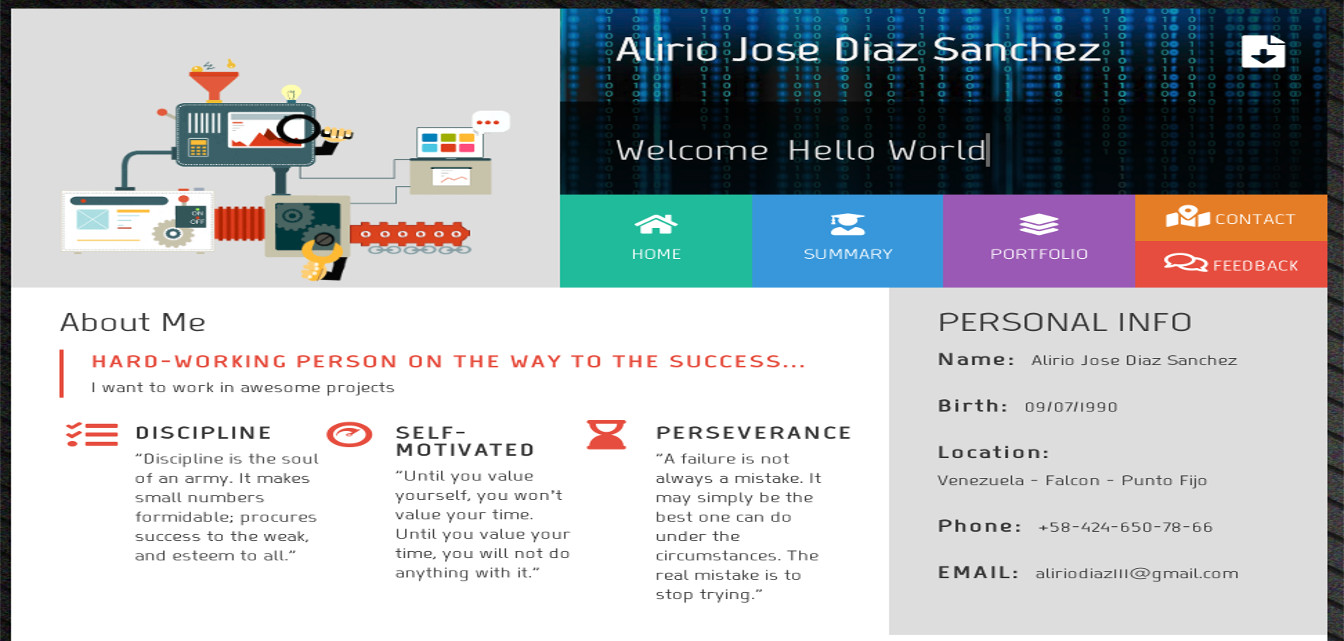 Alirio Jose Diaz Sanchez
Welcome Hello World
HOME
SUMMARY
PORTFOLIO
CONTACT
FEEDBACK
ON
OFF
About Me
HARD-WORKING PERSON ON THE WAY TO THE SUCCESS...
I want to work in awesome projects
DISCIPLINE
“Discipline is the soul
of an army. It makes
small numbers
formidable; procures
success to the weak,
and esteem to all.”
SELF-
MOTIVATED
“Until you value
yourself, you won't
value your time.
Until you value your
time, you will not do
anything with it.”
PERSEVERANCE
“A failure is not
always a mistake. It
may simply be the
best one can do
under the
circumstances. The
real mistake is to
stop trying.”
PERSONAL INFO
Name: Alirio Jose Diaz Sanchez
Birth: 09/07/1990
Location:
Venezuela - Falcon - Punto Fijo
Phone: +58-424-650-78-66
EMAIL: aliriodiaz111@gmail.com